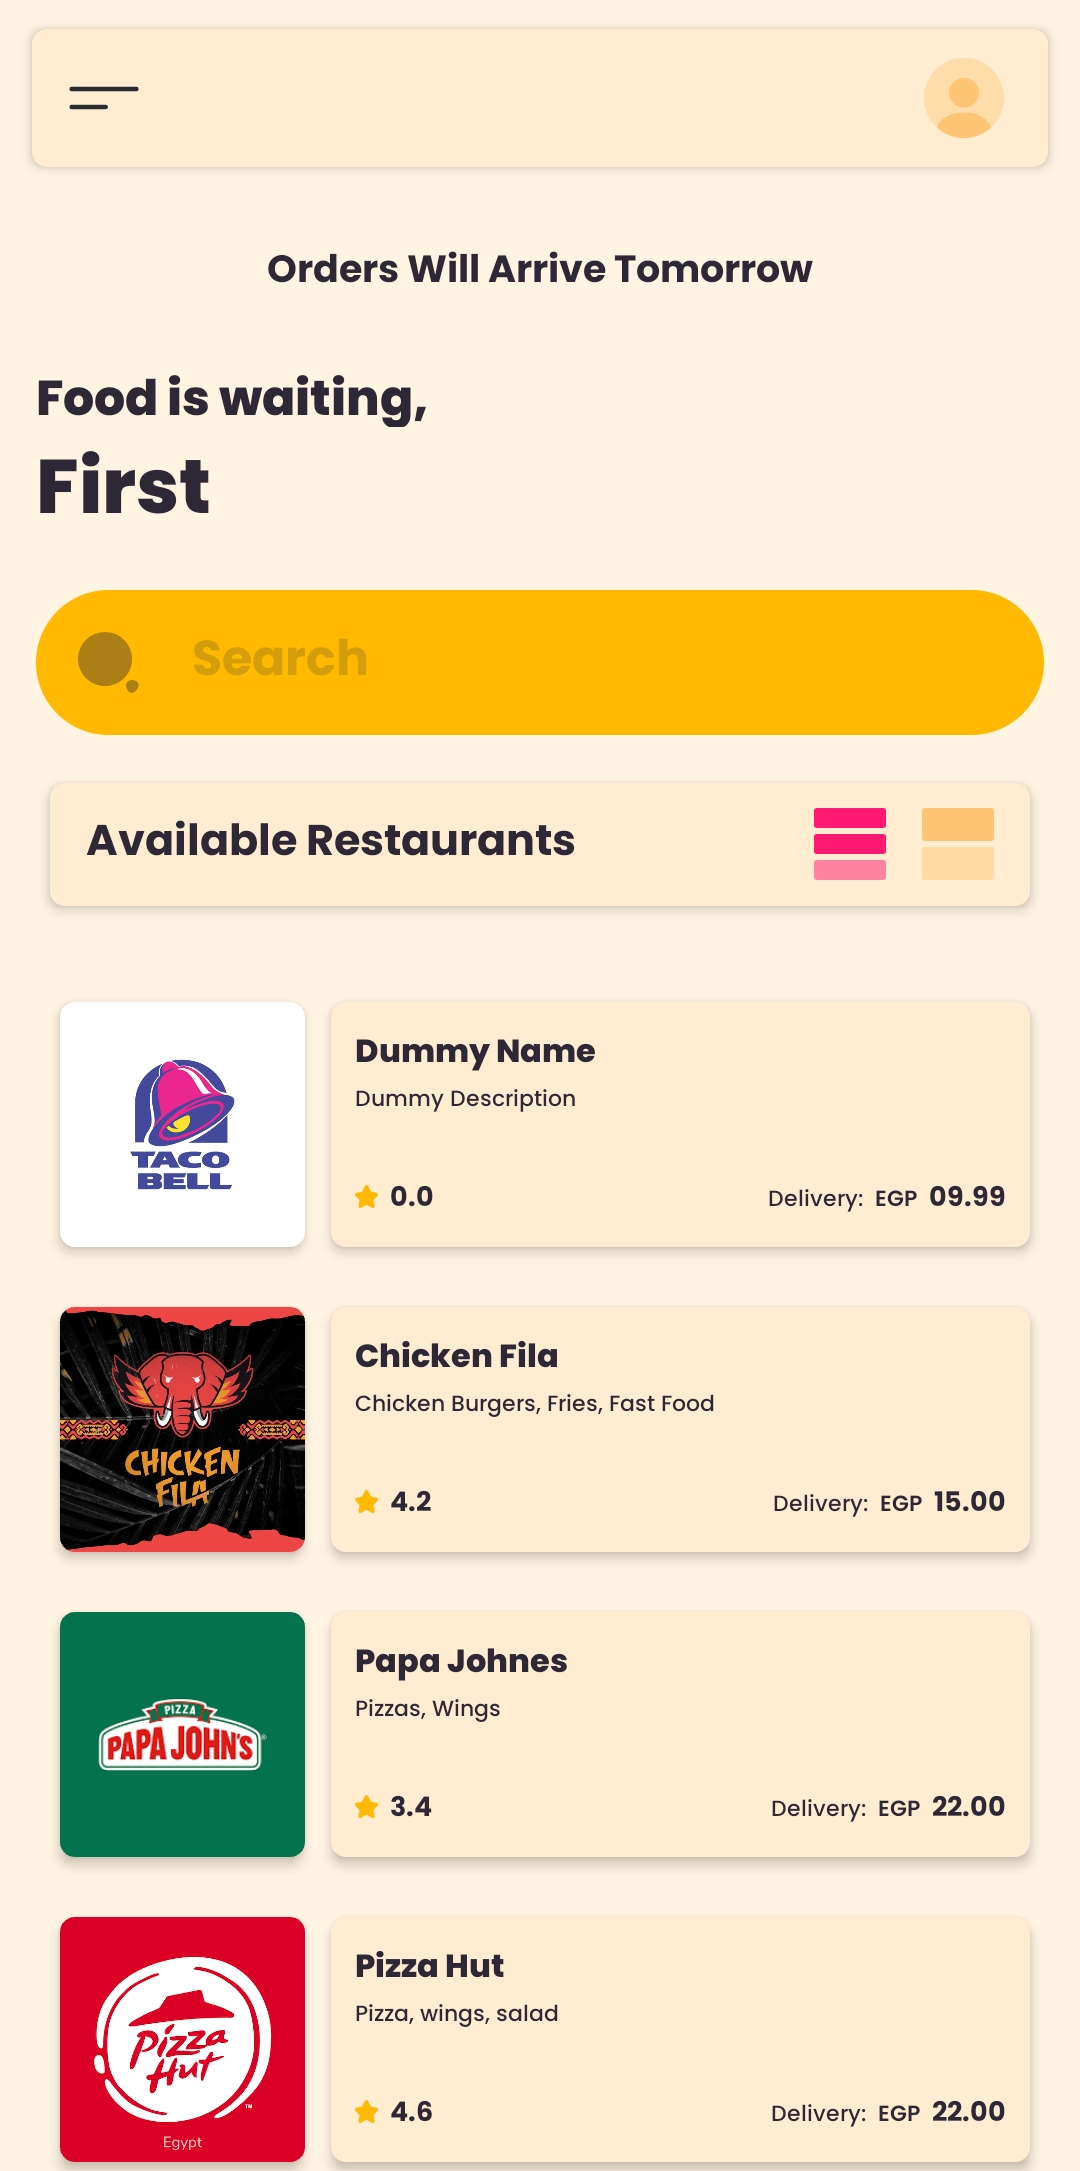 Orders Will Arrive Tomorrow
Food is waiting,
First
Search
Available Restaurants
TACO
BELL
Dummy Name
Dummy Description
0.0
Delivery: EGP 09.99
CHICKEN
FILA
Chicken Fila
Chicken Burgers, Fries, Fast Food
4.2
Delivery: EGP 15.00
PIZZA
PAPA JOHN'S®
Papa Johnes
Pizzas, Wings
3.4
Delivery: EGP 22.00
Pizza
Hut™
Egypt
Pizza Hut
Pizza, wings, salad
4.6
Delivery: EGP 22.00